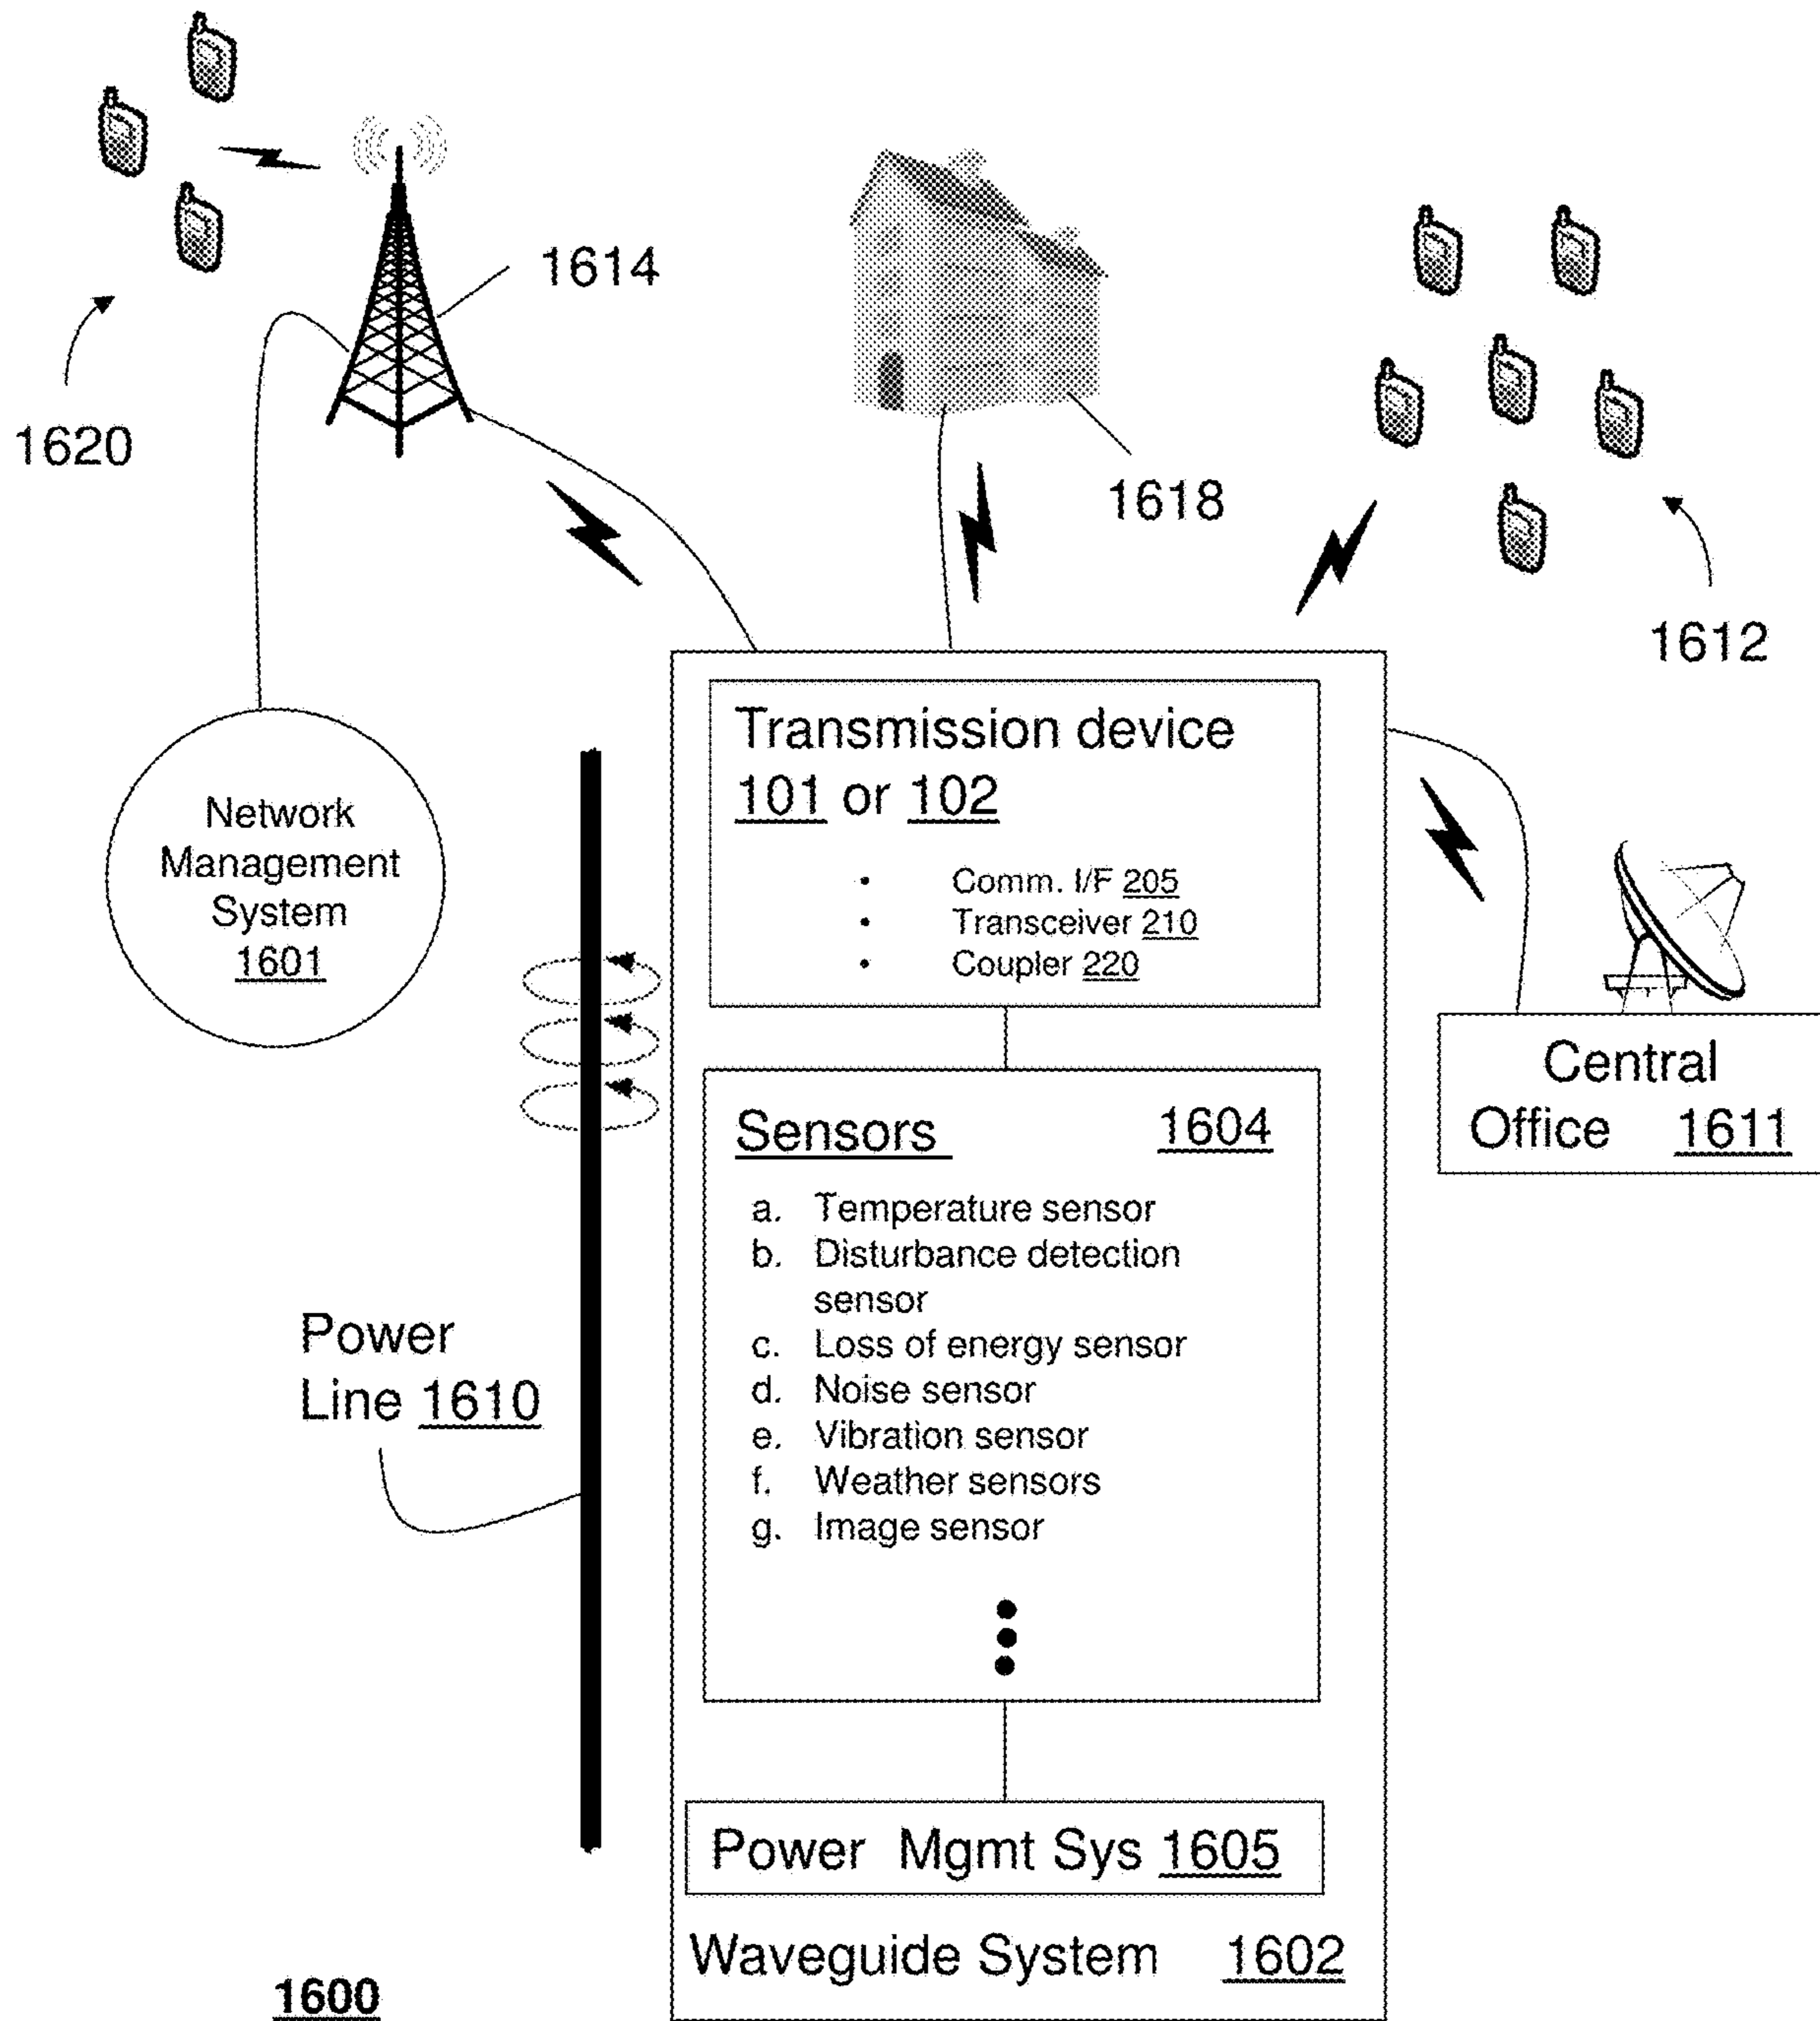 1614
1620
1618
1612
Network
Management
System
1601
Transmission device
101 or 102
• Comm. I/F 205
• Transceiver 210
• Coupler 220
Central
Office 1611
Sensors 1604
a. Temperature sensor
b. Disturbance detection
sensor
c. Loss of energy sensor
d. Noise sensor
e. Vibration sensor
f. Weather sensors
g. Image sensor
Power
Line 1610
Power Mgmt Sys 1605
Waveguide System 1602
1600